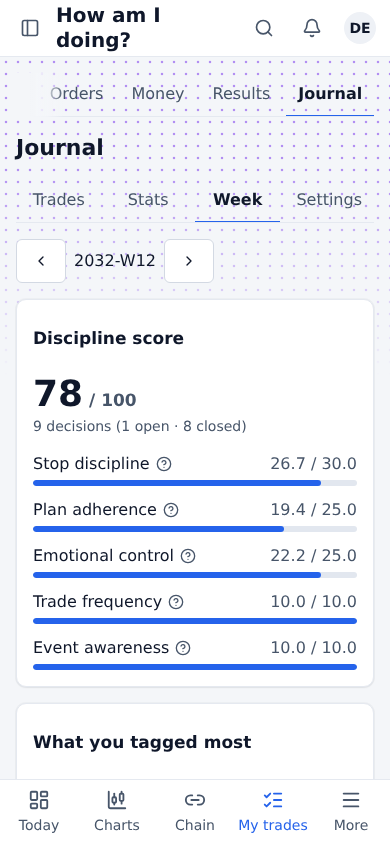 How am I
doing?
DE
Orders Money Results Journal
Journal
Trades Stats Week Settings
2032-W12
Discipline score
78 / 100
9 decisions (1 open · 8 closed)
Stop discipline 26.7 / 30.0
Plan adherence 19.4 / 25.0
Emotional control 22.2 / 25.0
Trade frequency 10.0 / 10.0
Event awareness 10.0 / 10.0
What you tagged most
Today Charts Chain My trades More